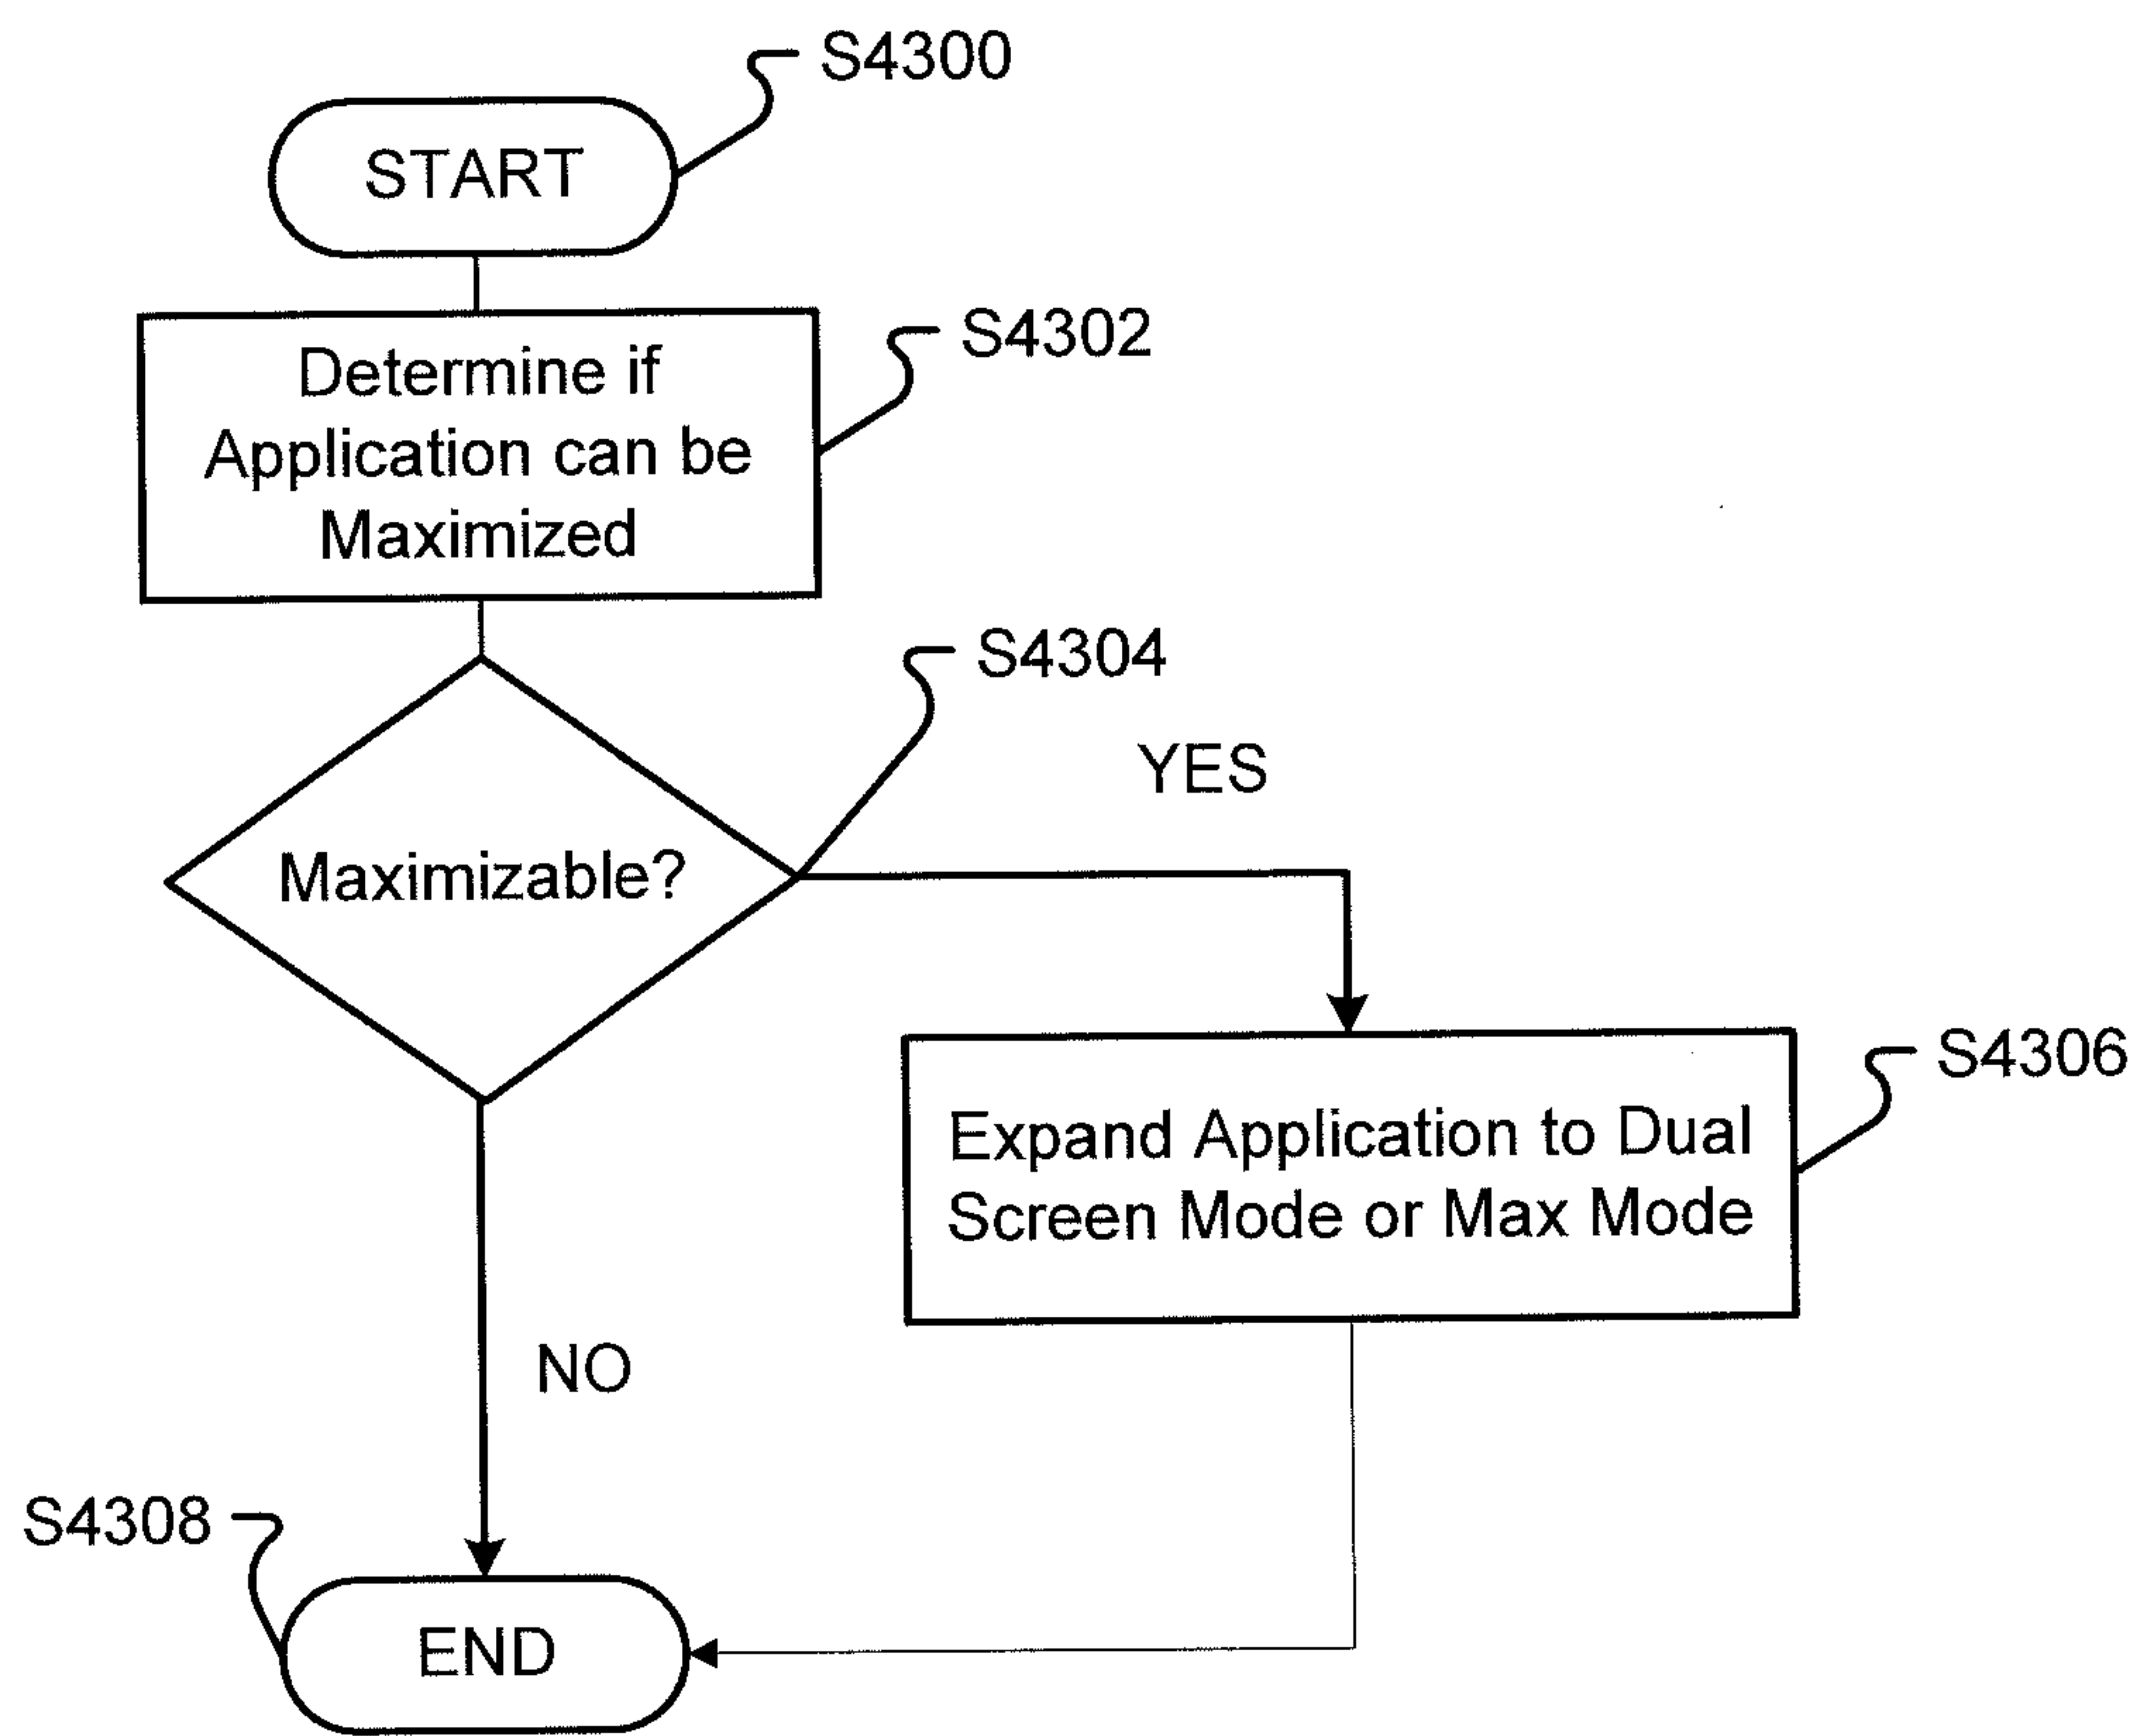 S4300
START
S4302
Determine if
Application can be
Maximized
S4304
YES
Maximizable?
S4306
Expand Application to Dual
Screen Mode or Max Mode
NO
S4308
END